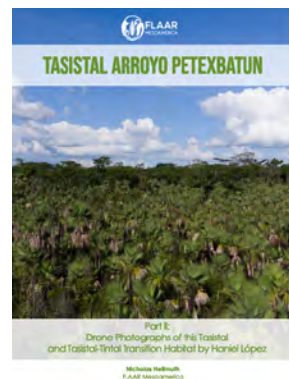 FLAAR
MESOAMERICA
TASISTAL ARROYO PETEXBATUN
Part II:
Drone Photographs of this Tasistal
and Tasistal-Tintal Transition Habitat by Haniel López
Nicholas Hellmuth
FLAAR Mesoamerica